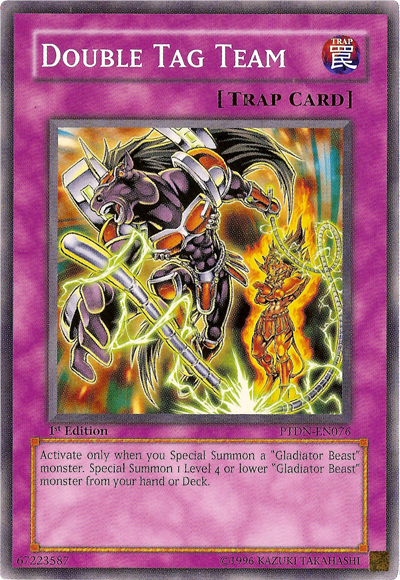 DOUBLE TAG TEAM
TRAP
罠
[TRAP CARD]
1st Edition
PTDN-EN076
Activate only when you Special Summon a "Gladiator Beast"
monster. Special Summon 1 Level 4 or lower "Gladiator Beast"
monster from your hand or Deck.
67223587
©1996 KAZUKI TAKAHASHI